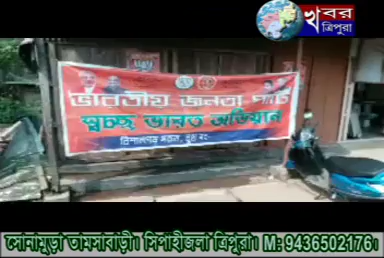 খবর
ত্রিপুরা
ভারতীয় জনতা পার্টি
স্বচ্ছ ভারত অভিযান
সোনামুড়া তামসাবাড়ী। সিপাহীজলা ত্রিপুরা। M: 9436502176।